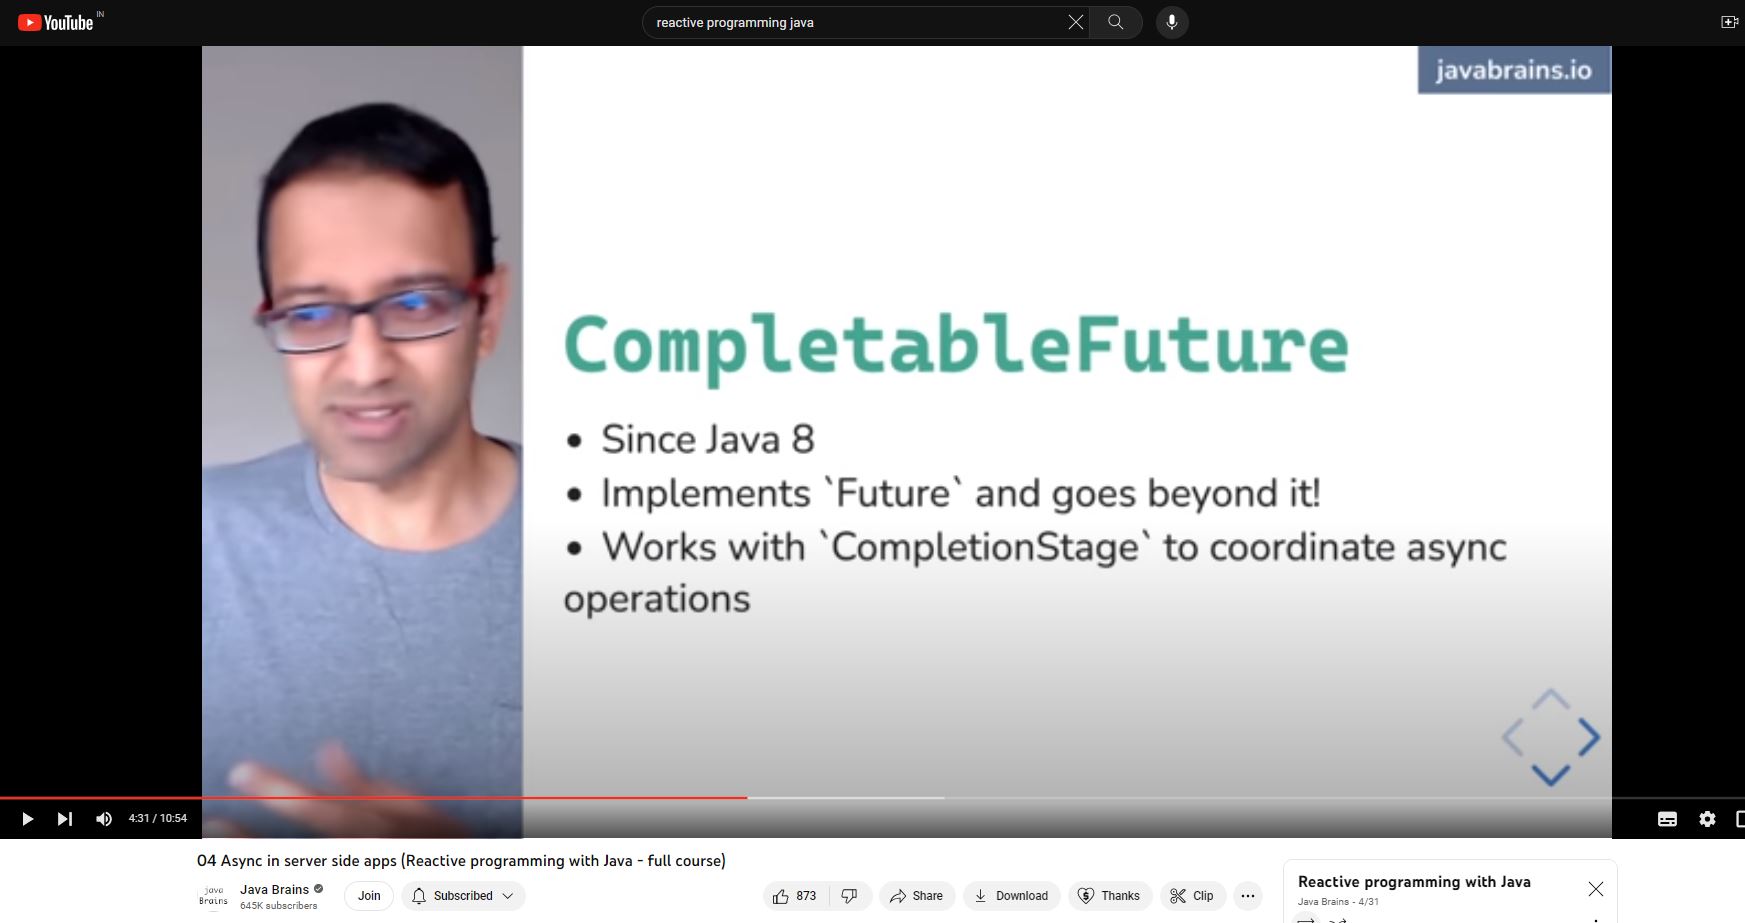 YouTube IN
reactive programming java
javabrains.io
CompletableFuture
• Since Java 8
• Implements `Future` and goes beyond it!
• Works with `CompletionStage` to coordinate async
operations
4:31 / 10:54
04 Async in server side apps (Reactive programming with Java - full course)
java
Brains
Java Brains
645K subscribers
Join
Subscribed
873
Share
Download
Thanks
Clip
Reactive programming with Java
Java Brains - 4/31